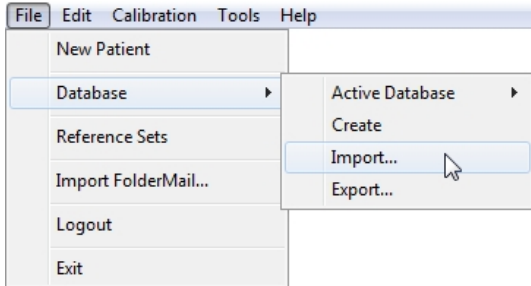 File Edit Calibration Tools Help
New Patient
Database
Reference Sets
Import FolderMail...
Logout
Exit
Active Database
Create
Import...
Export...